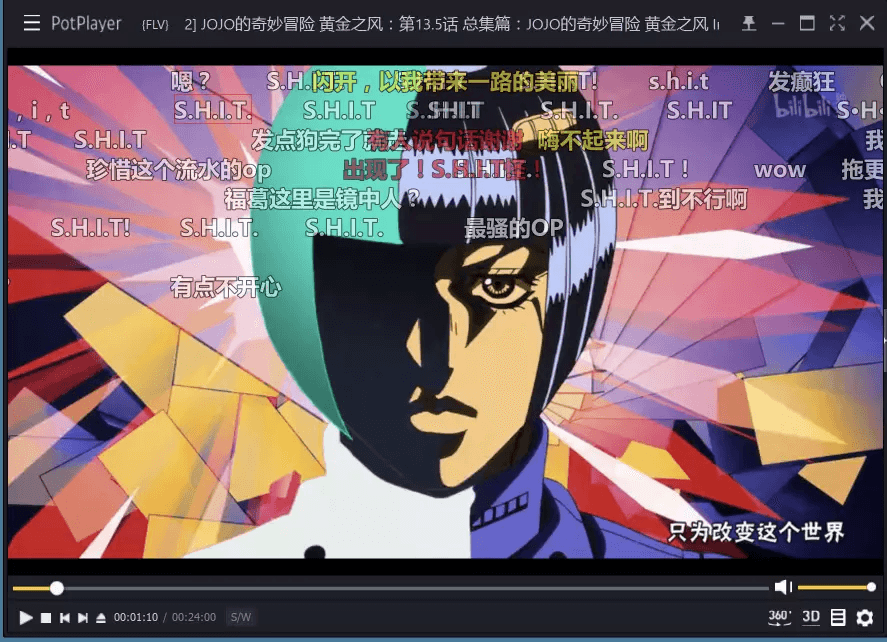 PotPlayer {FLV} 2] JOJO的奇妙冒险 黄金之风：第13.5话 总集篇：JOJO的奇妙冒险 黄金之风
嗯？ S.H. 闪开，以我带来一路的美丽 T! s.h.i.t 发癫狂
, i , t S.H.I.T. S.H.I.T S.H.I.T. S.H.IT bilibili S•H
.T S.H.I.T 发点狗完了 有人说句话谢谢 嗨不起来啊 我
珍惜这个流水的op 出现了！S.H.I.T怪！ S.H.I.T！ wow 拖更
福葛这里是镜中人？ S.H.I.T.到不行啊 我
S.H.I.T! S.H.I.T. S.H.I.T. 最骚的OP
有点不开心
只为改变这个世界
00:01:10 / 00:24:00 S/W 360° 3D